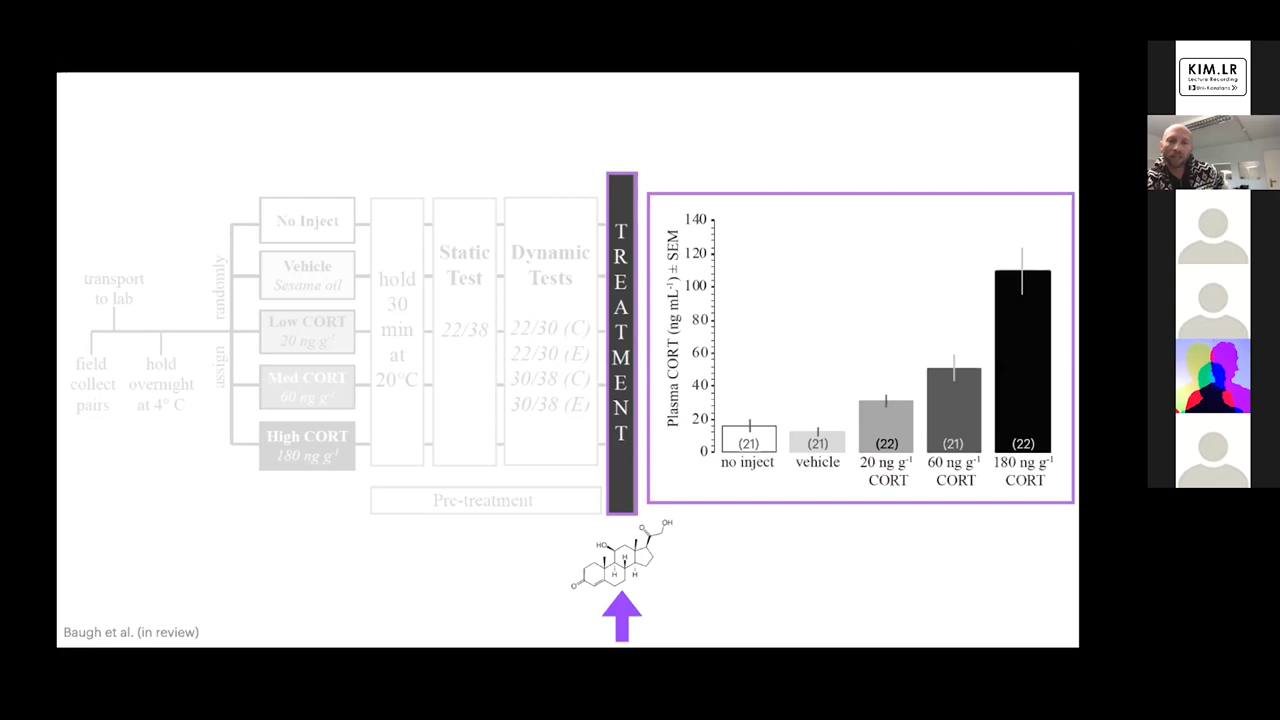 transport
to lab
field
collect
pairs
hold
overnight
at 4° C
assign randomly
No Inject
Vehicle
Sesame oil
Low CORT
20 ng g-¹
Med CORT
60 ng g-¹
High CORT
180 ng g-¹
hold
30
min
at
20°C
Static
Test
22/38
Dynamic
Tests
22/30 (C)
22/30 (E)
30/38 (C)
30/38 (E)
Pre-treatment
TREATMENT
Plasma CORT (ng mL⁻¹) ± SEM
140
120
100
80
60
40
20
0
(21)
(21)
(22)
(21)
(22)
no inject
vehicle
20 ng g⁻¹
CORT
60 ng g⁻¹
CORT
180 ng g⁻¹
CORT
O
OH
HO
H
H
H
O
Baugh et al. (in review)
KIM.LR
Lecture Recording
Uni-Konstanz